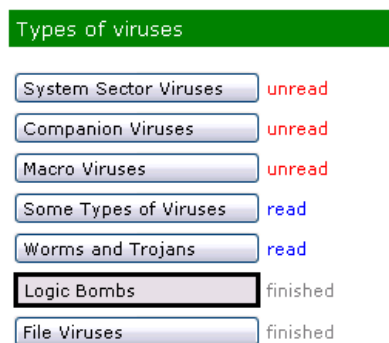 Types of viruses
System Sector Viruses unread
Companion Viruses unread
Macro Viruses unread
Some Types of Viruses read
Worms and Trojans read
Logic Bombs finished
File Viruses finished